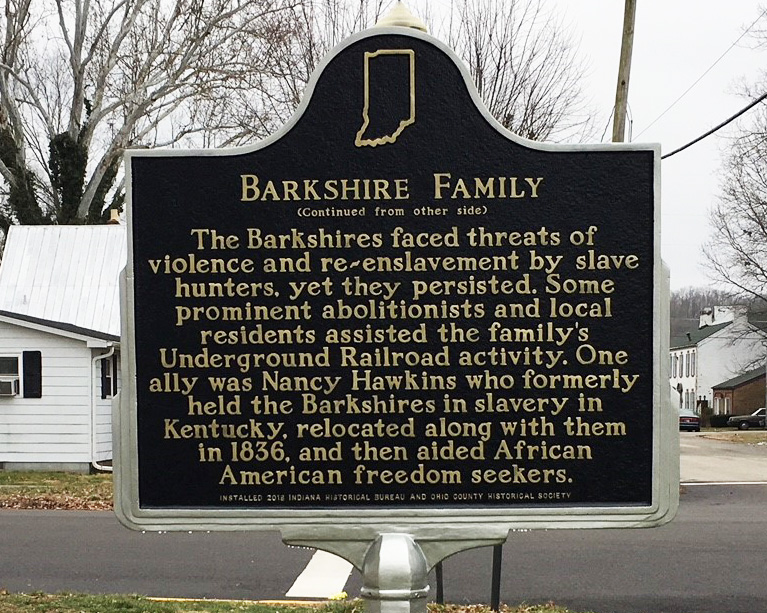 BARKSHIRE FAMILY
(Continued from other side)
The Barkshires faced threats of
violence and re-enslavement by slave
hunters, yet they persisted. Some
prominent abolitionists and local
residents assisted the family's
Underground Railroad activity. One
ally was Nancy Hawkins who formerly
held the Barkshires in slavery in
Kentucky, relocated along with them
in 1836, and then aided African
American freedom seekers.
INSTALLED 2018 INDIANA HISTORICAL BUREAU AND OHIO COUNTY HISTORICAL SOCIETY